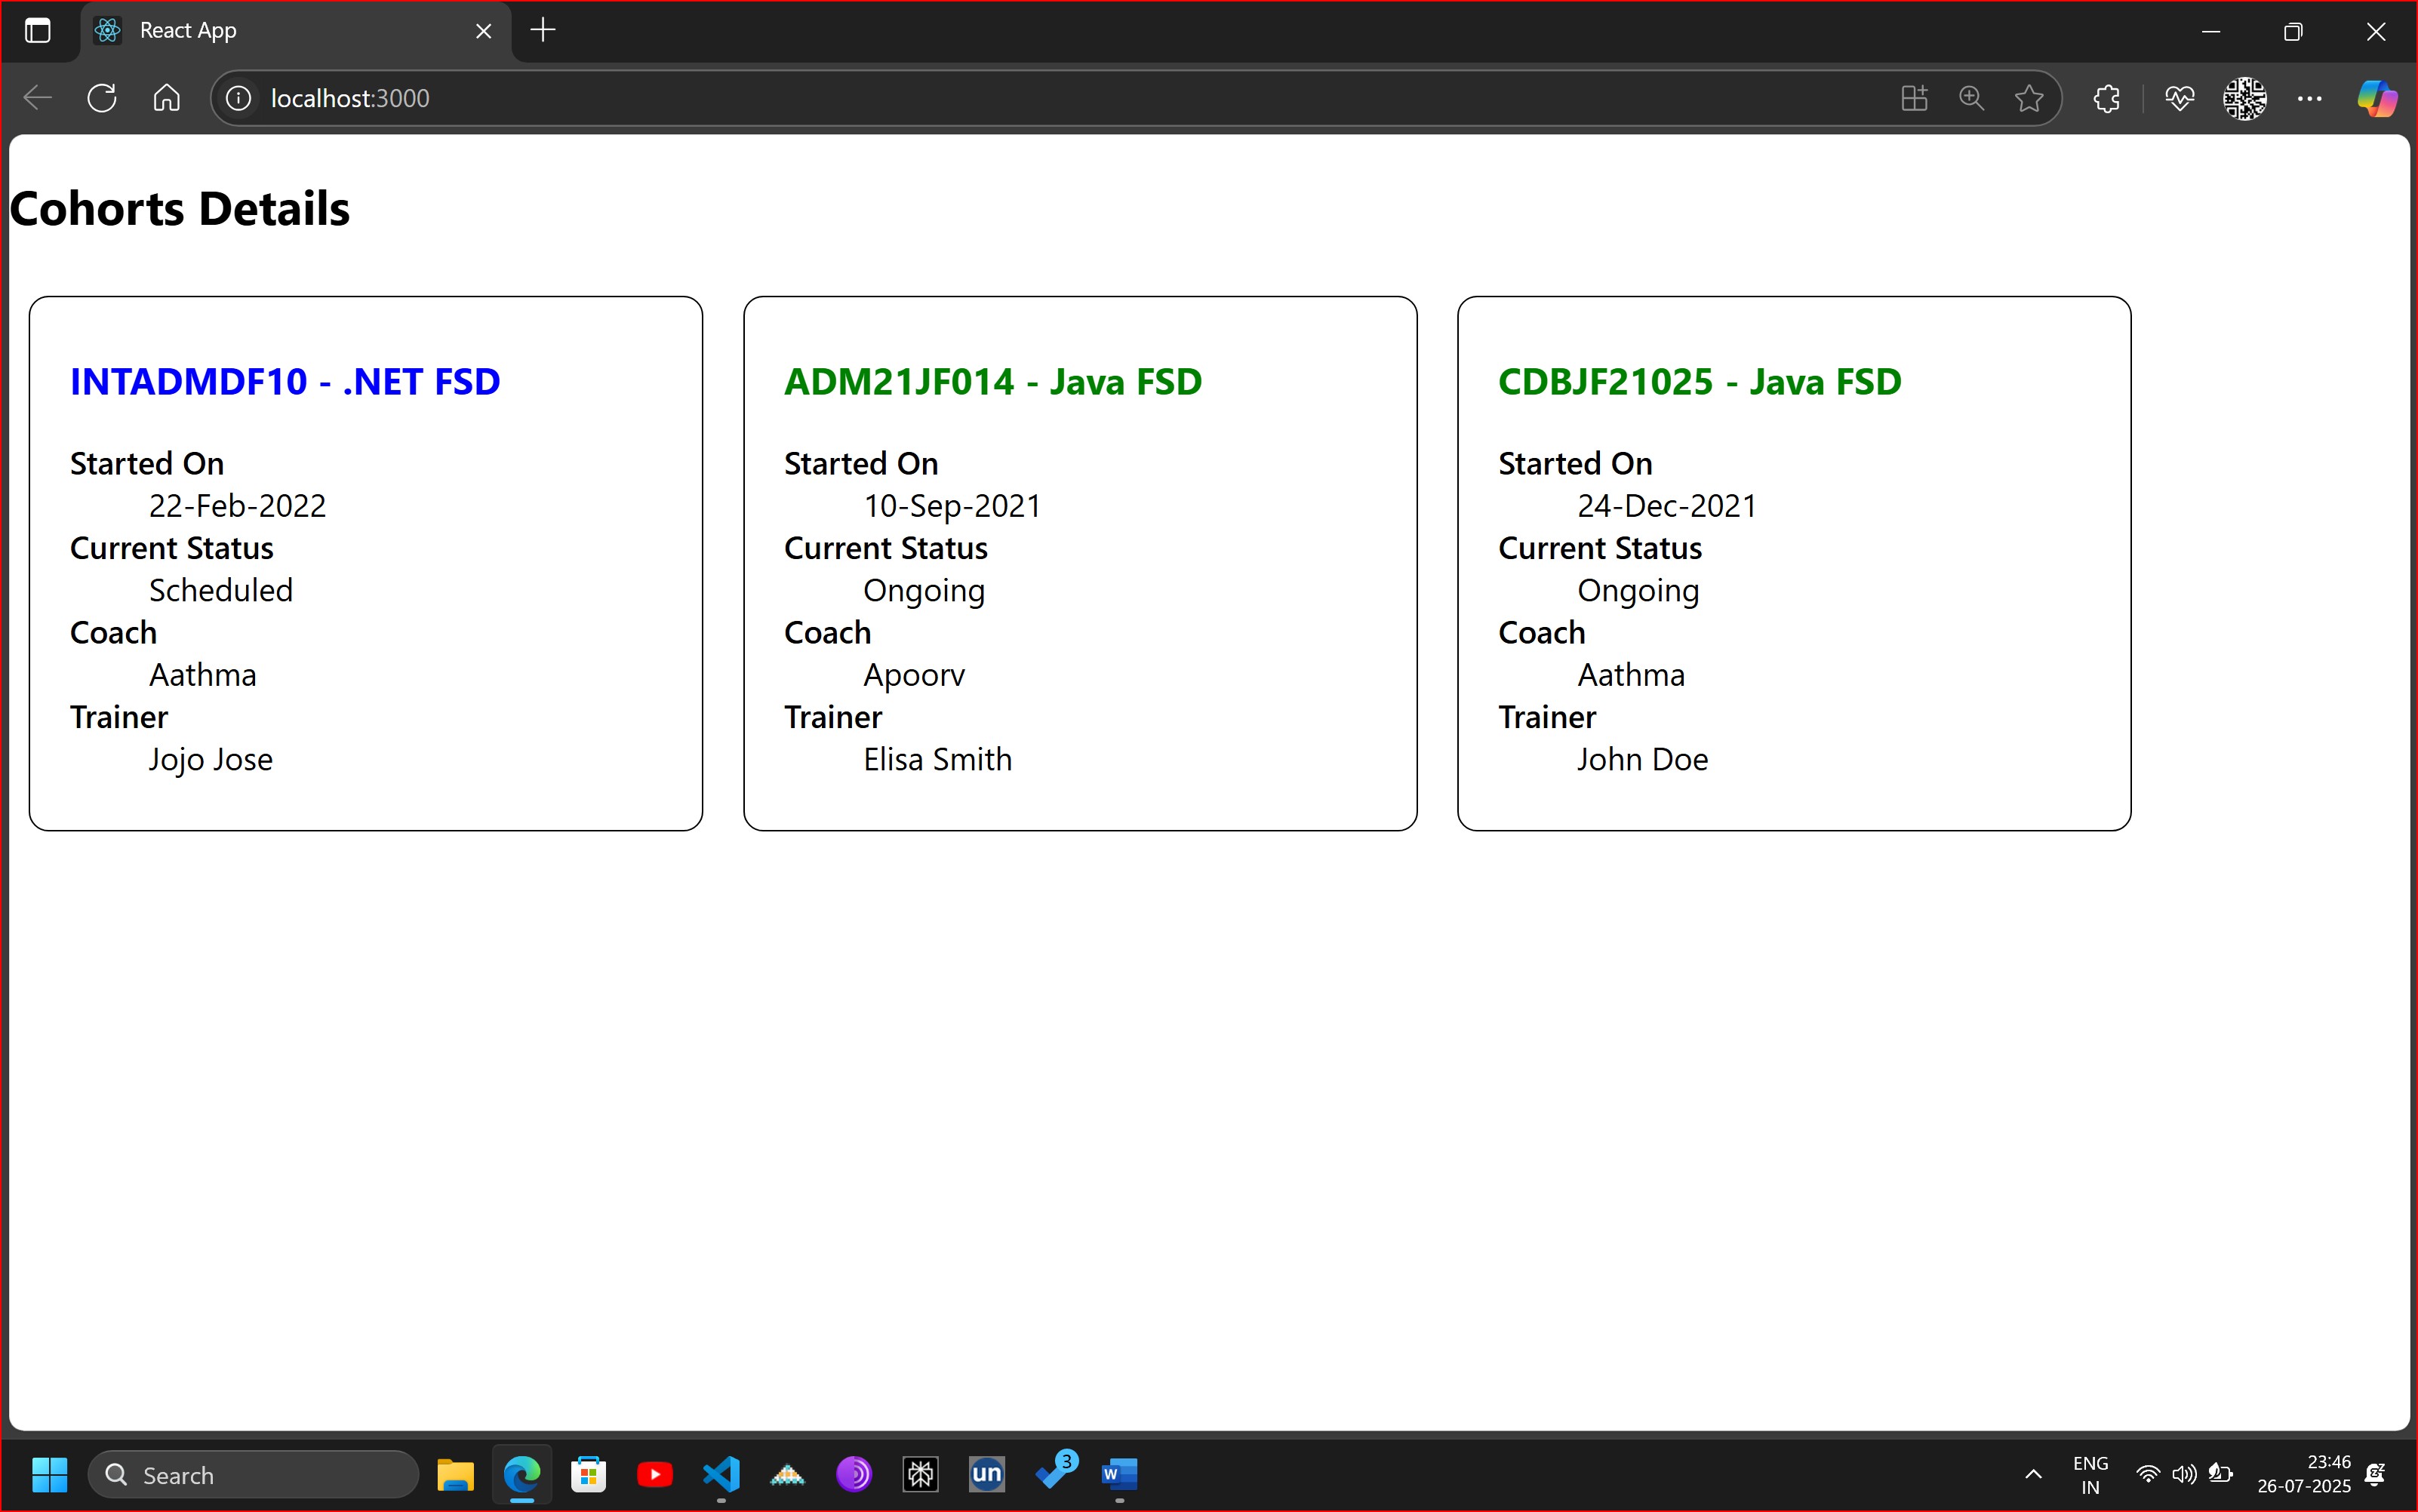 React App
localhost:3000
Cohorts Details
INTADMDF10 - .NET FSD
Started On
22-Feb-2022
Current Status
Scheduled
Coach
Aathma
Trainer
Jojo Jose
ADM21JF014 - Java FSD
Started On
10-Sep-2021
Current Status
Ongoing
Coach
Apoorv
Trainer
Elisa Smith
CDBJF21025 - Java FSD
Started On
24-Dec-2021
Current Status
Ongoing
Coach
Aathma
Trainer
John Doe
Search
un
3
W
ENG
IN
23:46
26-07-2025